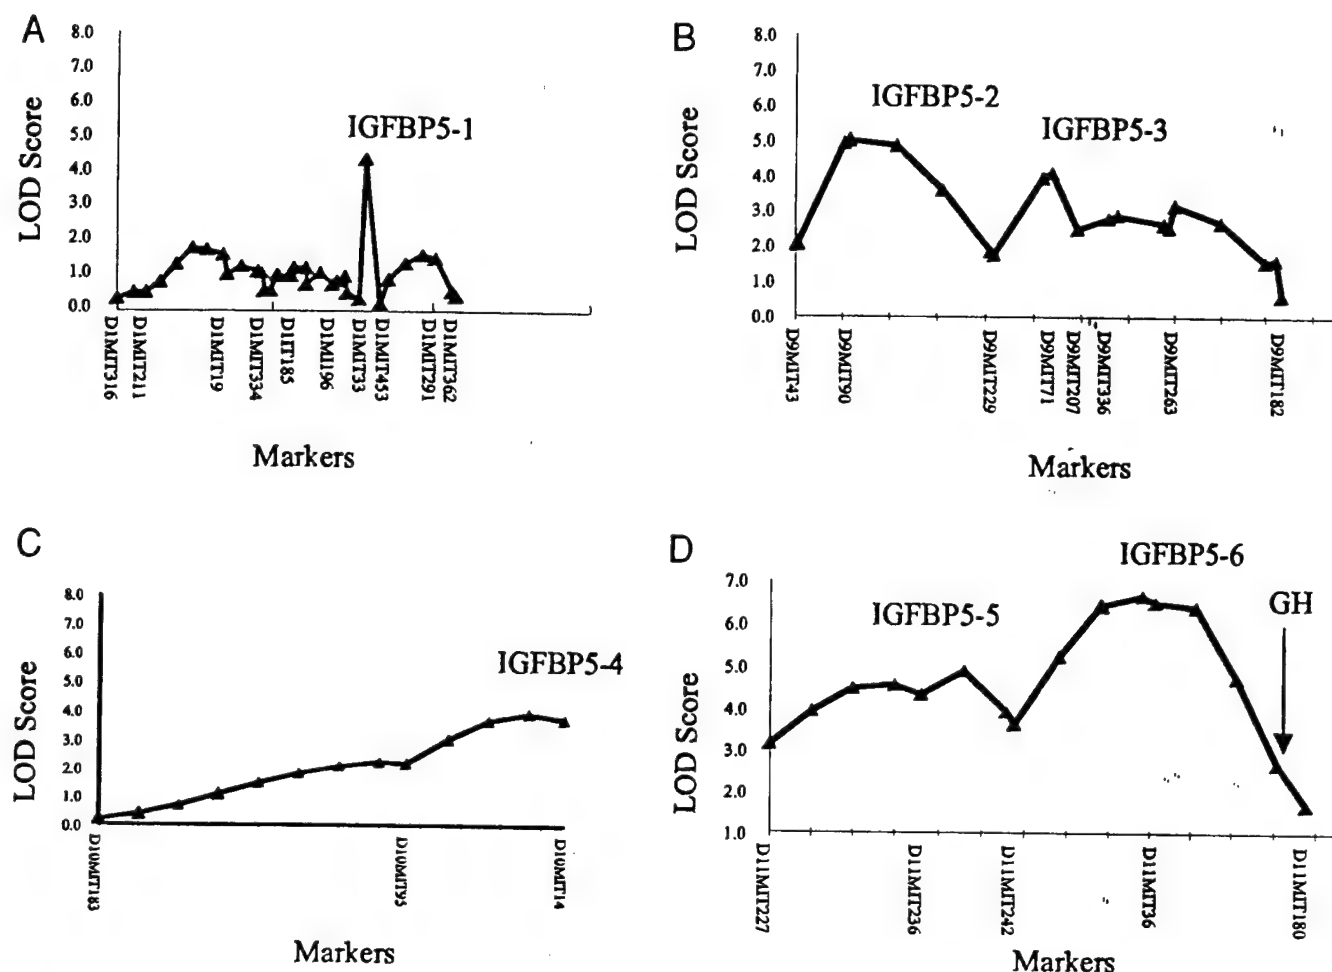 A
8.0
7.0
6.0
5.0
4.0
3.0
2.0
1.0
0.0
LOD Score
IGFBP5-1
D1MIT316
D1MIT211
D1MIT19
D1MIT334
D1IT185
D1MI196
D1MIT33
D1MIT453
D1MIT291
D1MIT362
Markers
B
8.0
7.0
6.0
5.0
4.0
3.0
2.0
1.0
0.0
LOD Score
IGFBP5-2
IGFBP5-3
D9MIT43
D9MIT90
D9MIT229
D9MIT71
D9MIT207
D9MIT336
D9MIT263
D9MIT182
Markers
C
8.0
7.0
6.0
5.0
4.0
3.0
2.0
1.0
0.0
LOD Score
IGFBP5-4
D10MIT183
D10MIT95
D10MIT14
Markers
D
7.0
6.0
5.0
4.0
3.0
2.0
1.0
LOD Score
IGFBP5-5
IGFBP5-6
GH
D11MIT227
D11MIT236
D11MIT242
D11MIT36
D11MIT180
Markers